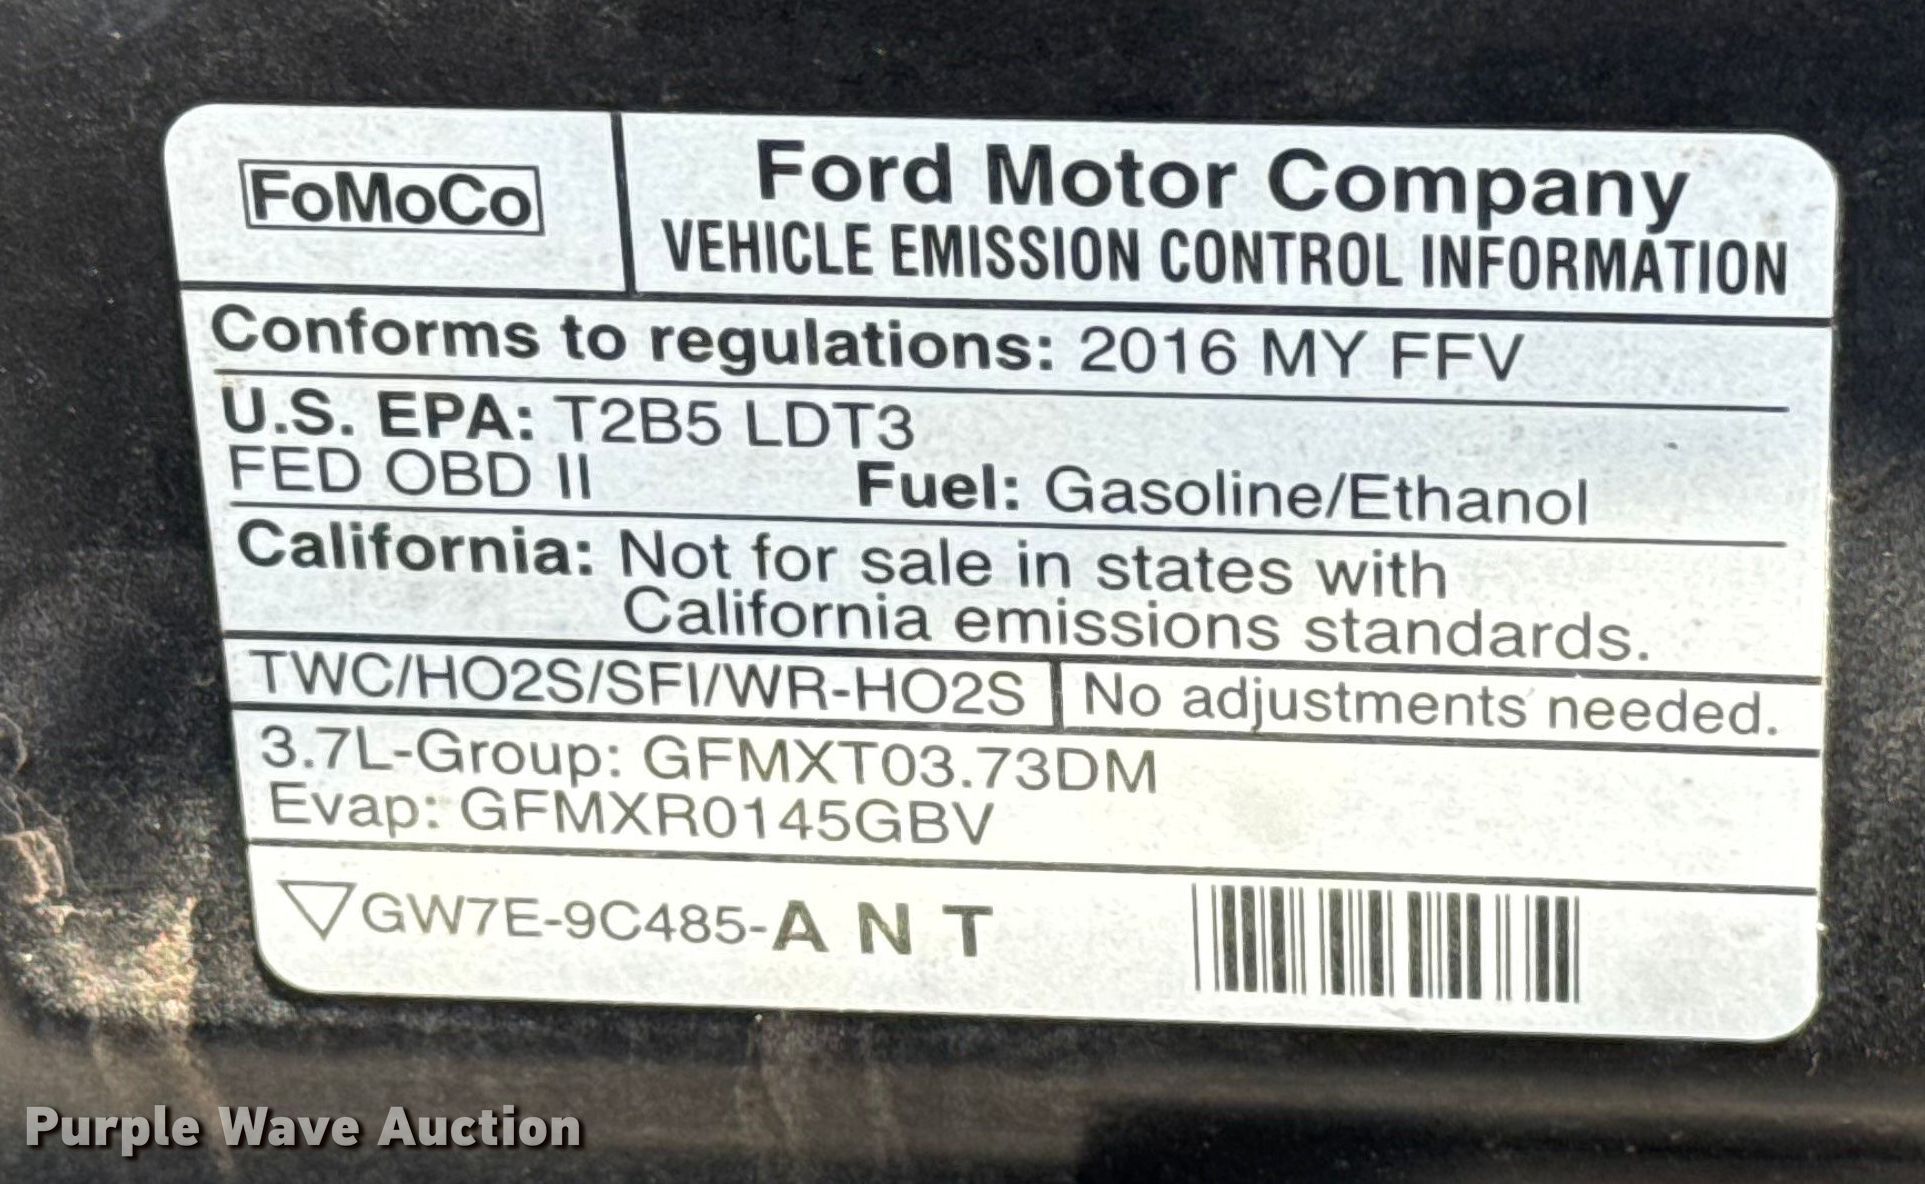 FoMoCo
Ford Motor Company
VEHICLE EMISSION CONTROL INFORMATION
Conforms to regulations: 2016 MY FFV
U.S. EPA: T2B5 LDT3
FED OBD II Fuel: Gasoline/Ethanol
California: Not for sale in states with
California emissions standards.
TWC/HO2S/SFI/WR-HO2S No adjustments needed.
3.7L-Group: GFMXT03.73DM
Evap: GFMXR0145GBV
GW7E-9C485-A N T
Purple Wave Auction